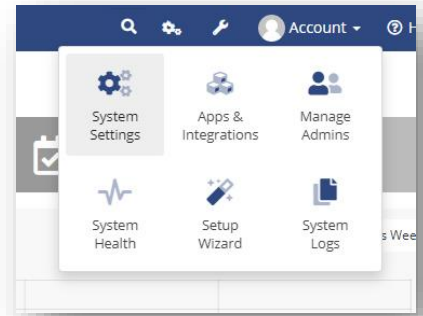 Account
H
System
Settings
Apps &
Integrations
Manage
Admins
System
Health
Setup
Wizard
System
Logs
s Wee